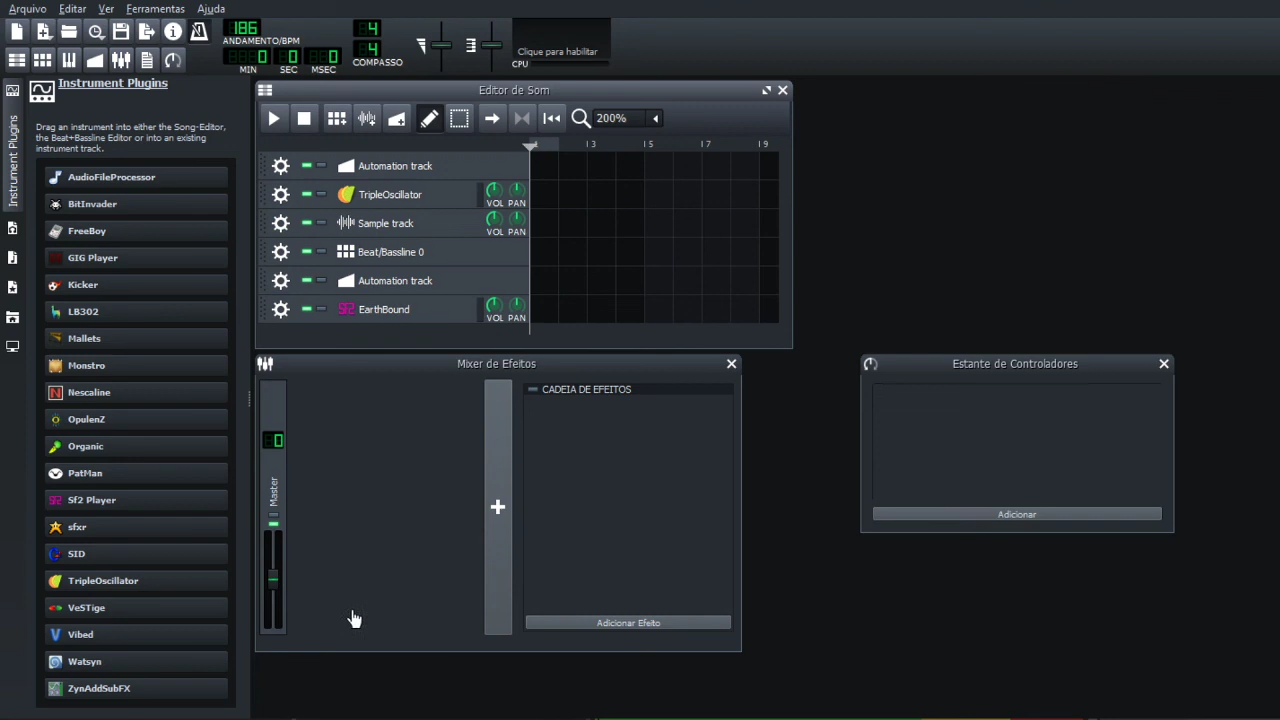 Arquivo Editar Ver Ferramentas Ajuda
186
ANDAMENTO/BPM
0 0 0
MIN SEC MSEC
4
4
COMPASSO
Clique para habilitar
CPU
Instrument Plugins
Instrument Plugins
Drag an instrument into either the Song-Editor,
the Beat+Bassline Editor or into an existing
instrument track.
AudioFileProcessor
BitInvader
FreeBoy
GIG Player
Kicker
LB302
Mallets
Monstro
Nescaline
OpulenZ
Organic
PatMan
Sf2 Player
sfxr
SID
TripleOscillator
VeSTige
Vibed
Watsyn
ZynAddSubFX
Editor de Som
200%
1 3 5 7 9
Automation track
TripleOscillator VOL PAN
Sample track VOL PAN
Beat/Bassline 0
Automation track
EarthBound VOL PAN
Mixer de Efeitos
0
Master
CADEIA DE EFEITOS
Adicionar Efeito
Estante de Controladores
Adicionar